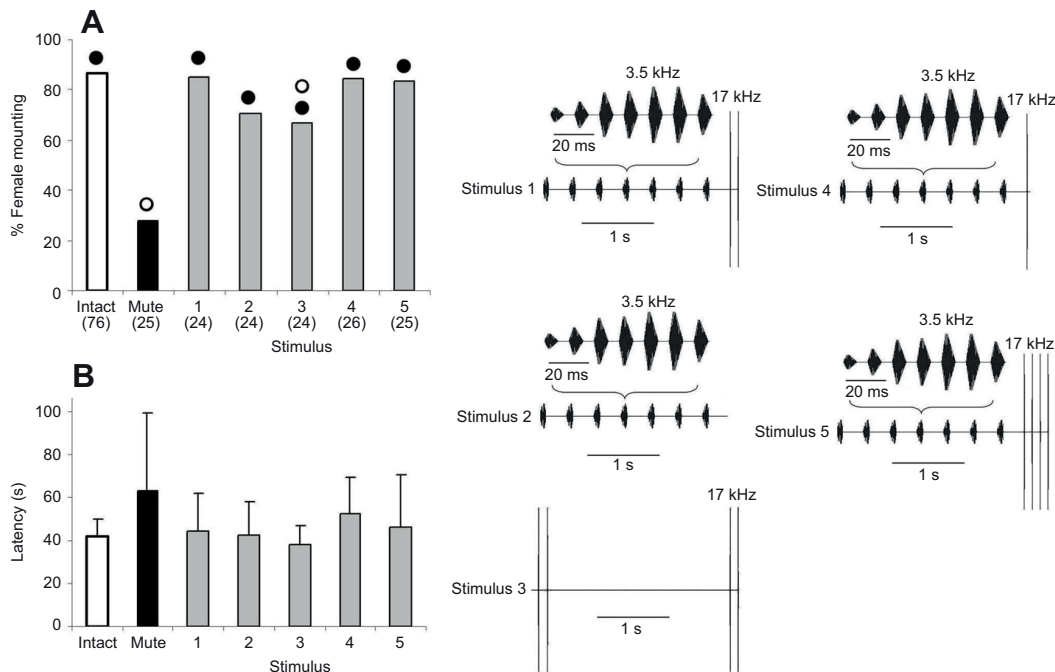 A
100
80
60
40
20
0
% Female mounting
Intact Mute 1 2 3 4 5
(76) (25) (24) (24) (24) (26) (25)
Stimulus
B
100
80
60
40
20
0
Latency (s)
Intact Mute 1 2 3 4 5
Stimulus
3.5 kHz
17 kHz
20 ms
Stimulus 1
1 s
3.5 kHz
17 kHz
20 ms
Stimulus 4
1 s
3.5 kHz
20 ms
Stimulus 2
1 s
3.5 kHz
17 kHz
20 ms
Stimulus 5
1 s
17 kHz
Stimulus 3
1 s